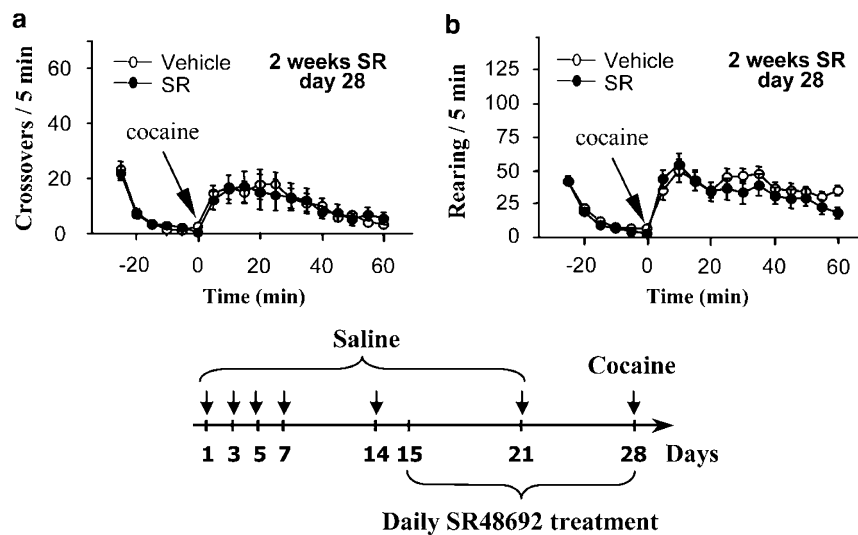 a
Vehicle
SR
2 weeks SR
day 28
cocaine
Crossovers / 5 min
60
40
20
0
-20 0 20 40 60
Time (min)
b
Vehicle
SR
2 weeks SR
day 28
cocaine
Rearing / 5 min
125
100
75
50
25
0
-20 0 20 40 60
Time (min)
Saline
Cocaine
1 3 5 7 14 15 21 28 Days
Daily SR48692 treatment